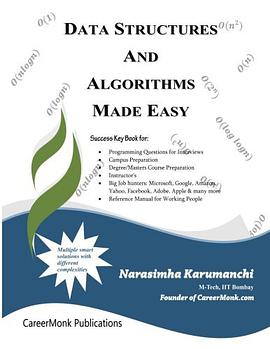 DATA STRUCTURES O(n²)
O(1)
O(nlogn)
AND
O(n)
ALGORITHMS
O(2ⁿ)
O(logn)
O(nlogn)
MADE EASY
Success Key Book for:
• Programming Questions for Interviews
• Campus Preparation
• Degree/Masters Course Preparation
• Instructor's
• Big Job hunters: Microsoft, Google, Amazon,
Yahoo, Facebook, Adobe, Apple & many more
• Reference Manual for Working People
Multiple smart
solutions with
different
complexities
Narasimha Karumanchi
M-Tech, IIT Bombay
Founder of CareerMonk.com
CareerMonk Publications